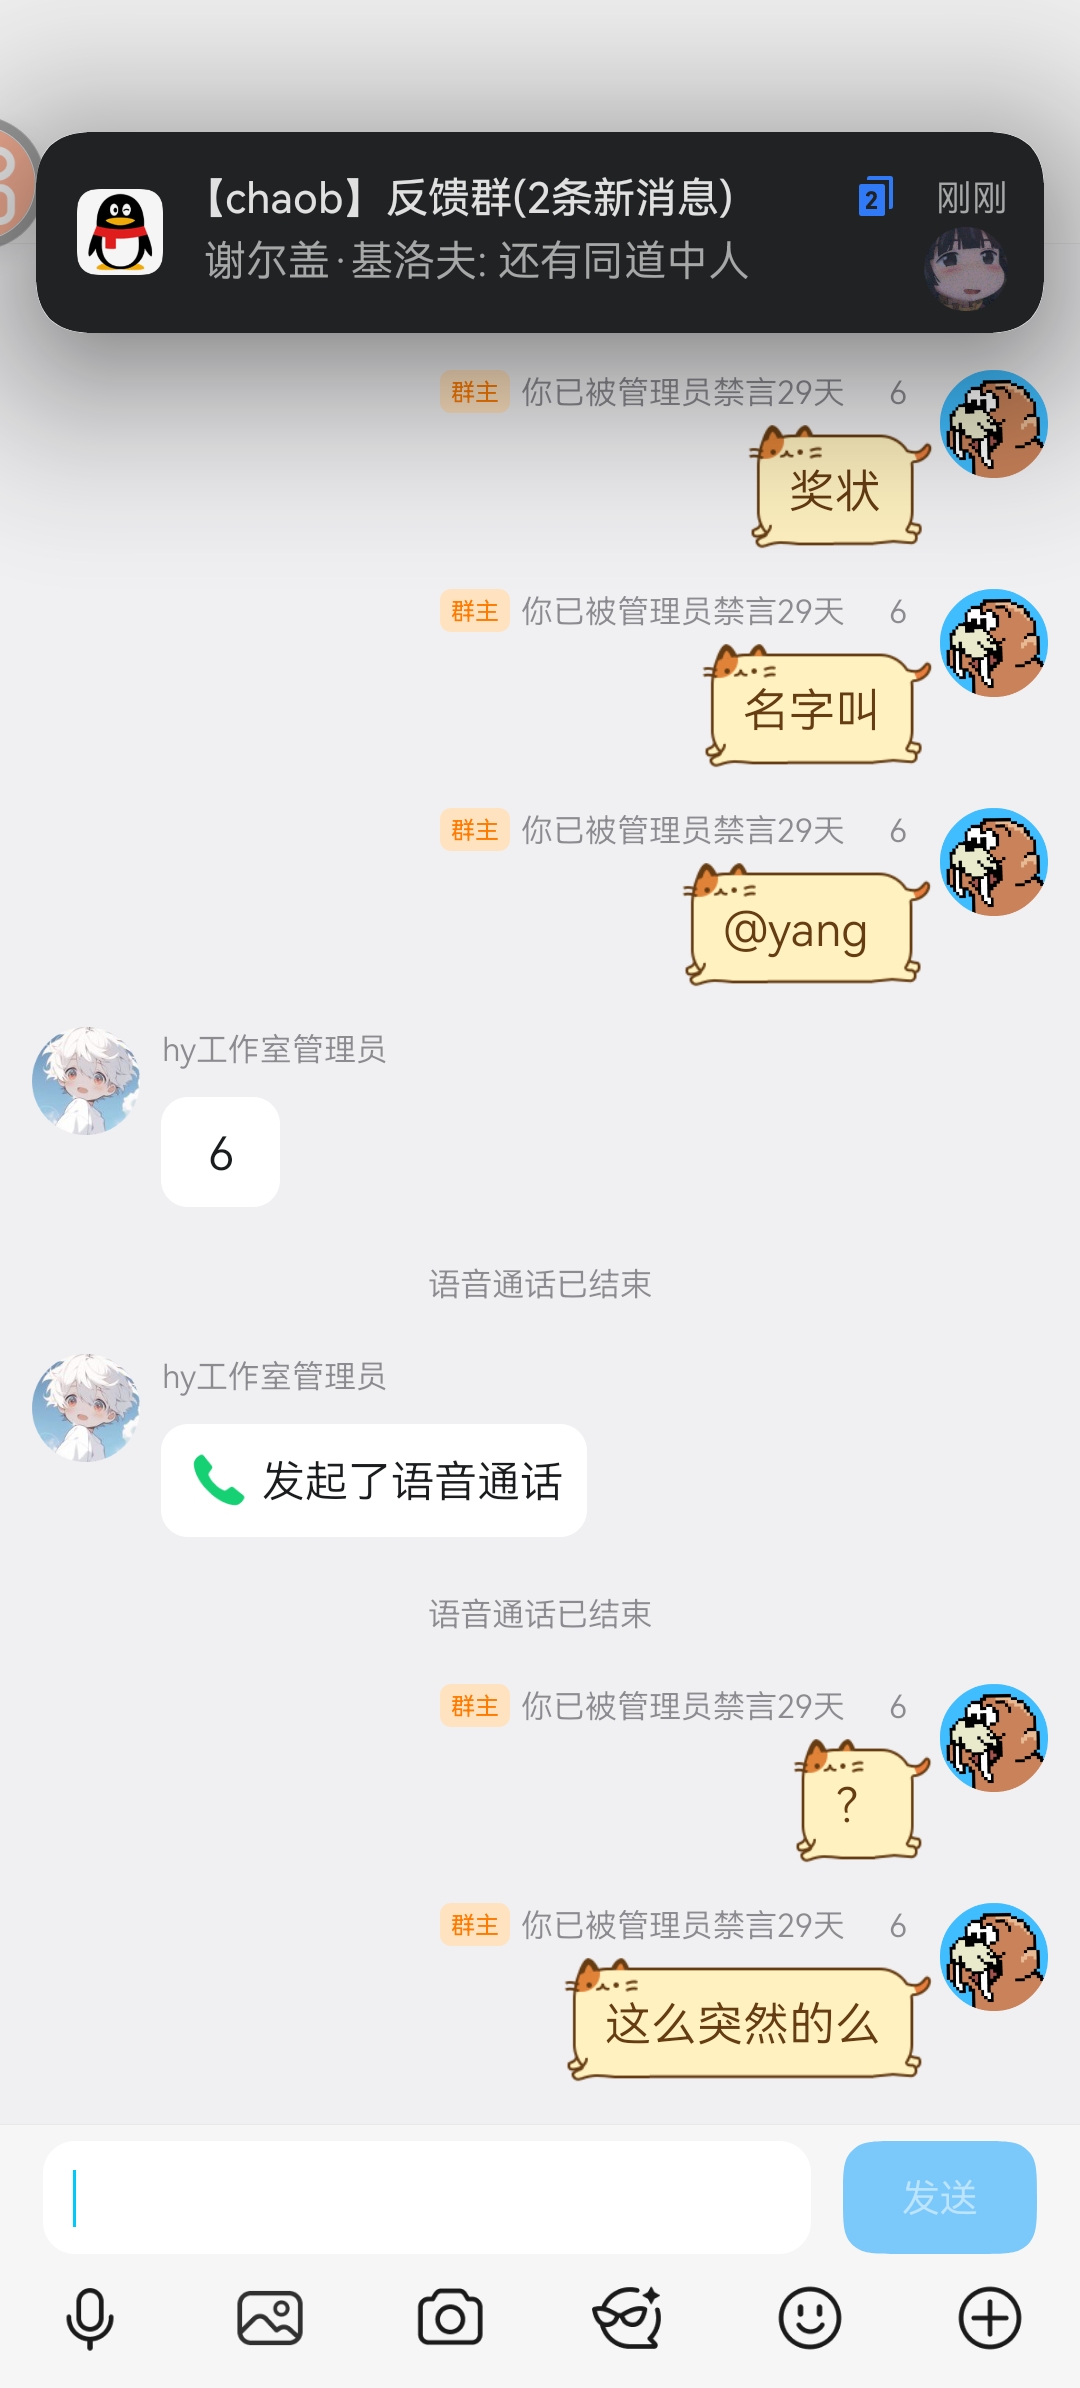 【chaob】反馈群(2条新消息)
2
刚刚
谢尔盖·基洛夫: 还有同道中人
群主 你已被管理员禁言29天 6
奖状
群主 你已被管理员禁言29天 6
名字叫
群主 你已被管理员禁言29天 6
@yang
hy工作室管理员
6
语音通话已结束
hy工作室管理员
发起了语音通话
语音通话已结束
群主 你已被管理员禁言29天 6
？
群主 你已被管理员禁言29天 6
这么突然的么
发送